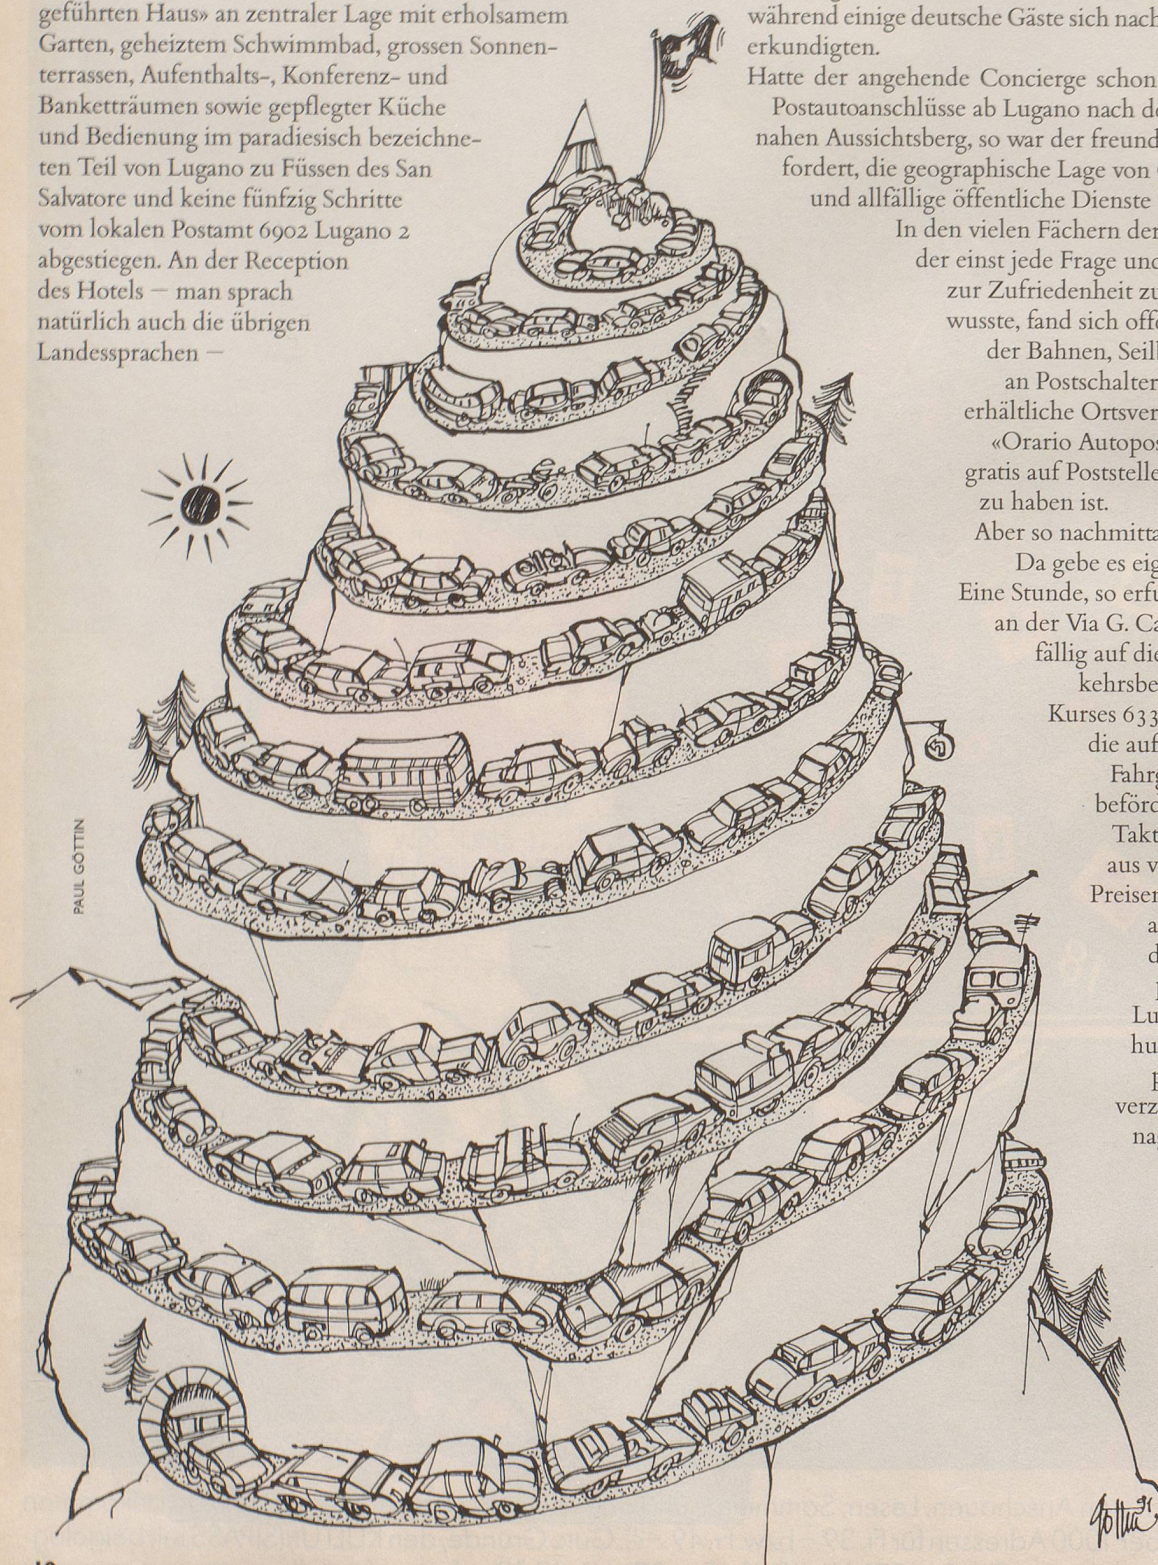 geführten Haus» an zentraler Lage mit erholsamem
Garten, geheiztem Schwimmbad, grossen Sonnen-
terrassen, Aufenthalts-, Konferenz- und
Banketträumen sowie gepflegter Küche
und Bedienung im paradiesisch bezeichne-
ten Teil von Lugano zu Füssen des San
Salvatore und keine fünfzig Schritte
vom lokalen Postamt 6902 Lugano 2
abgestiegen. An der Reception
des Hotels — man sprach
natürlich auch die übrigen
Landessprachen —
während einige deutsche Gäste sich nach
erkundigten.
Hatte der angehende Concierge schon
Postautoanschlüsse ab Lugano nach de
nahen Aussichtsberg, so war der freund
fordert, die geographische Lage von
und allfällige öffentliche Dienste
In den vielen Fächern der
der einst jede Frage und
zur Zufriedenheit zu
wusste, fand sich off
der Bahnen, Seil
an Postschalter
erhältliche Ortsver
«Orario Autopos
gratis auf Poststelle
zu haben ist.
Aber so nachmitta
Da gebe es eig
Eine Stunde, so erfu
an der Via G. Ca
fällig auf die
kehrsbe
Kurses 633
die auf
Fahrg
beförd
Takt
aus v
Preisen
a
d
Lu
hu
verz
na
PAUL GÖTTIN
Göttin 91